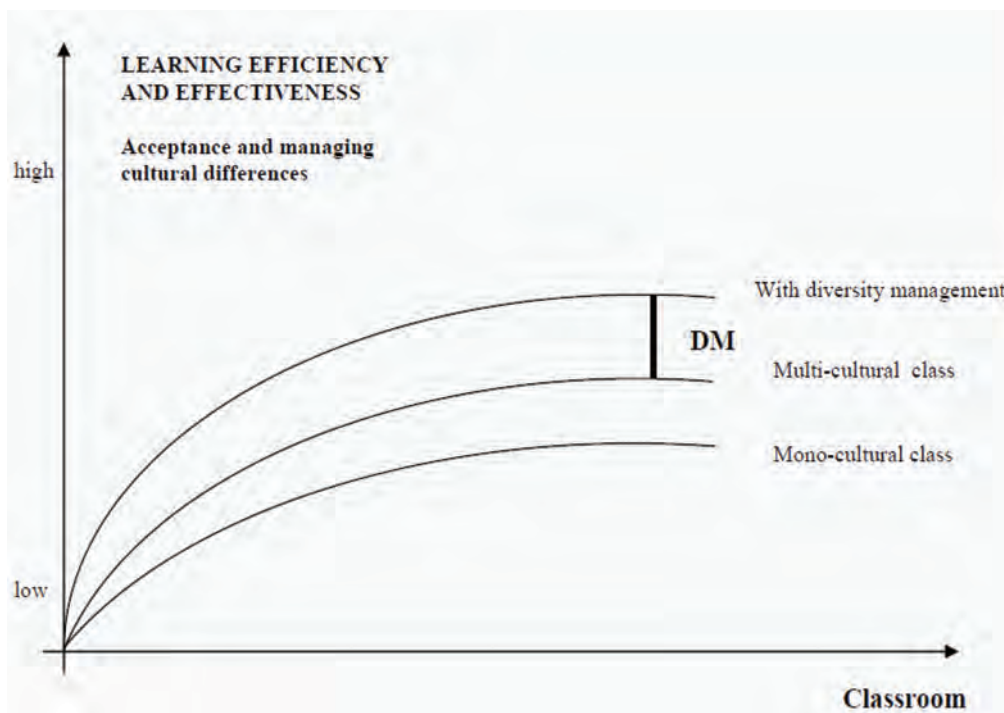 LEARNING EFFICIENCY
AND EFFECTIVENESS
Acceptance and managing
cultural differences
high
With diversity management
DM
Multi-cultural class
Mono-cultural class
low
Classroom